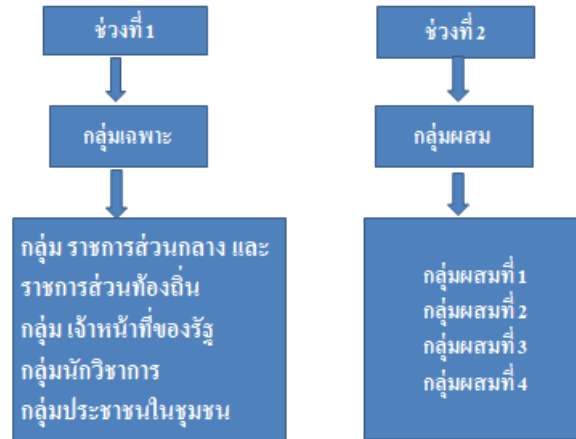 ช่วงที่ 1
กลุ่มเฉพาะ
กลุ่ม ราชการส่วนกลาง และ
ราชการส่วนท้องถิ่น
กลุ่ม เจ้าหน้าที่ของรัฐ
กลุ่มนักวิชาการ
กลุ่มประชาชนในชุมชน
ช่วงที่ 2
กลุ่มผสม
กลุ่มผสมที่ 1
กลุ่มผสมที่ 2
กลุ่มผสมที่ 3
กลุ่มผสมที่ 4